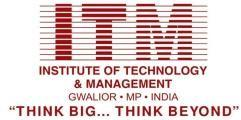 ITM
INSTITUTE OF TECHNOLOGY
& MANAGEMENT
GWALIOR • MP • INDIA
“THINK BIG... THINK BEYOND”